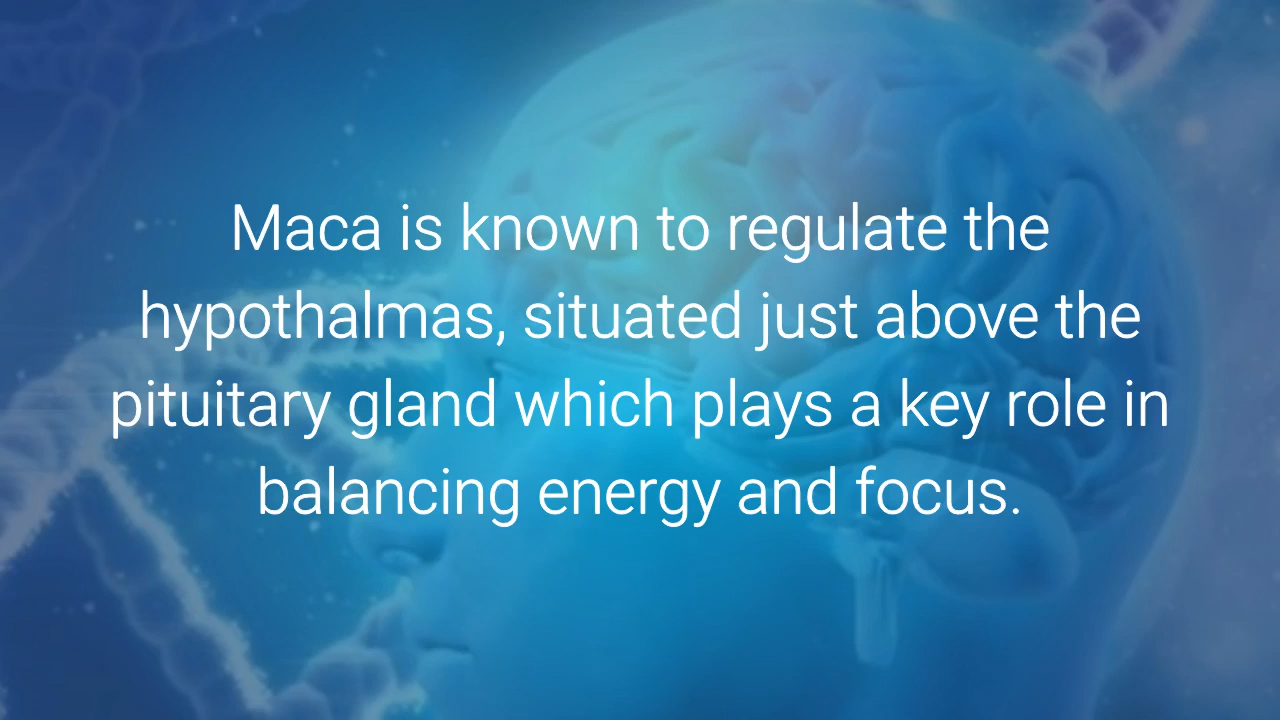 Maca is known to regulate the
hypothalmas, situated just above the
pituitary gland which plays a key role in
balancing energy and focus.